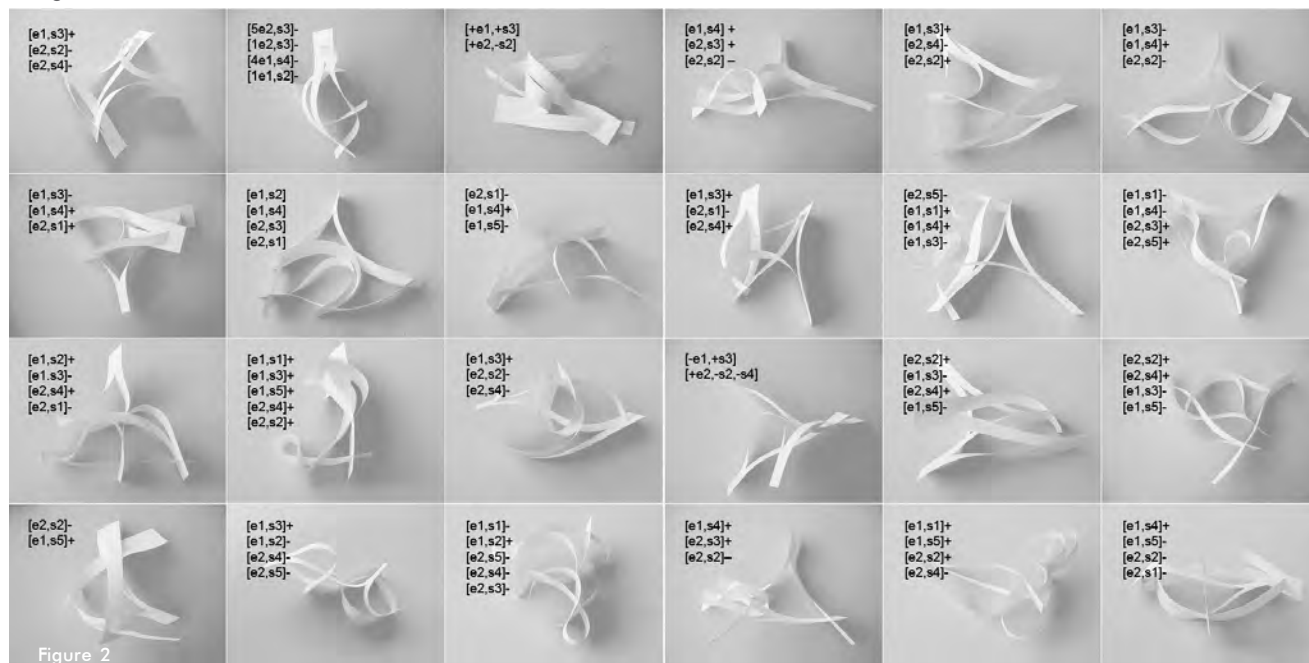 [e1,s3]+
[e2,s2]-
[e2,s4]-
[5e2,s3]-
[1e2,s3]-
[4e1,s4]-
[1e1,s2]-
[+e1,+s3]
[+e2,-s2]
[e1,s4] +
[e2,s3] +
[e2,s2] –
[e1,s3]+
[e2,s4]-
[e2,s2]+
[e1,s3]-
[e1,s4]+
[e2,s2]-
[e1,s3]-
[e1,s4]+
[e2,s1]+
[e1,s2]
[e1,s4]
[e2,s3]
[e2,s1]
[e2,s1]-
[e1,s4]+
[e1,s5]-
[e1,s3]+
[e2,s1]-
[e2,s4]+
[e2,s5]-
[e1,s1]+
[e1,s4]+
[e1,s3]-
[e1,s1]-
[e1,s4]-
[e2,s3]+
[e2,s5]+
[e1,s2]+
[e1,s3]-
[e2,s4]+
[e2,s1]-
[e1,s1]+
[e1,s3]+
[e1,s5]+
[e2,s4]+
[e2,s2]+
[e1,s3]+
[e2,s2]-
[e2,s4]-
[-e1,+s3]
[+e2,-s2,-s4]
[e2,s2]+
[e1,s3]-
[e2,s4]+
[e1,s5]-
[e2,s2]+
[e2,s4]+
[e1,s3]-
[e1,s5]-
[e2,s2]-
[e1,s5]+
[e1,s3]+
[e1,s2]-
[e2,s4]-
[e2,s5]-
[e1,s1]-
[e1,s2]+
[e2,s5]-
[e2,s4]-
[e2,s3]-
[e1,s4]+
[e2,s3]+
[e2,s2]–
[e1,s1]+
[e1,s5]+
[e2,s2]+
[e2,s4]-
[e1,s4]+
[e1,s5]-
[e2,s2]-
[e2,s1]-
Figure 2